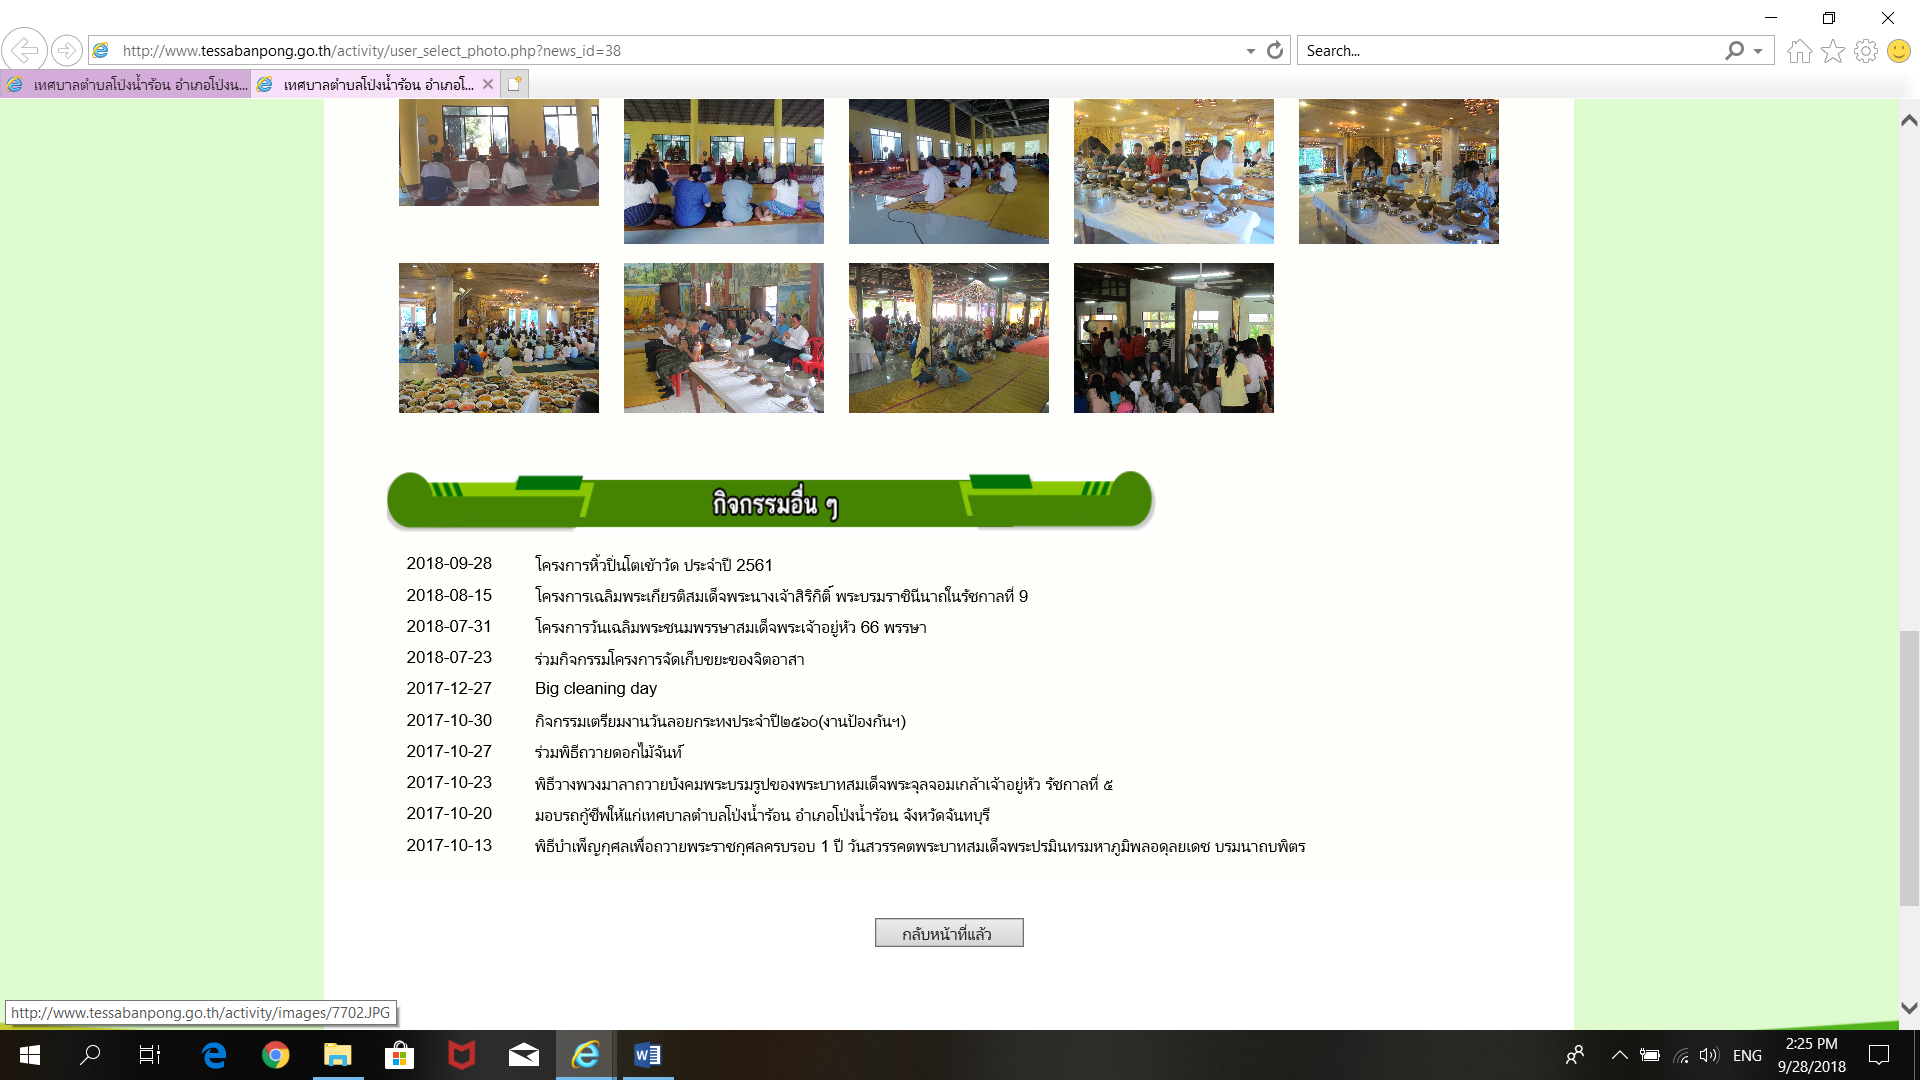 http://www.tessabanpong.go.th/activity/user_select_photo.php?news_id=38
Search...
เทศบาลตำบลโป่งน้ำร้อน อำเภอโป่งน...
เทศบาลตำบลโป่งน้ำร้อน อำเภอโ...
กิจกรรมอื่น ๆ
2018-09-28 โครงการหิ้วปิ่นโตเข้าวัด ประจำปี 2561
2018-08-15 โครงการเฉลิมพระเกียรติสมเด็จพระนางเจ้าสิริกิติ์ พระบรมราชินีนาถในรัชกาลที่ 9
2018-07-31 โครงการวันเฉลิมพระชนมพรรษาสมเด็จพระเจ้าอยู่หัว 66 พรรษา
2018-07-23 ร่วมกิจกรรมโครงการจัดเก็บขยะของจิตอาสา
2017-12-27 Big cleaning day
2017-10-30 กิจกรรมเตรียมงานวันลอยกระทงประจำปี๒๕๖๐(งานป้องกันฯ)
2017-10-27 ร่วมพิธีถวายดอกไม้จันท์
2017-10-23 พิธีวางพวงมาลาถวายบังคมพระบรมรูปของพระบาทสมเด็จพระจุลจอมเกล้าเจ้าอยู่หัว รัชกาลที่ ๕
2017-10-20 มอบรถกู้ชีพให้แก่เทศบาลตำบลโป่งน้ำร้อน อำเภอโป่งน้ำร้อน จังหวัดจันทบุรี
2017-10-13 พิธีบำเพ็ญกุศลเพื่อถวายพระราชกุศลครบรอบ 1 ปี วันสวรรคตพระบาทสมเด็จพระปรมินทรมหาภูมิพลอดุลยเดช บรมนาถบพิตร
กลับหน้าที่แล้ว
http://www.tessabanpong.go.th/activity/images/7702.JPG
ENG
2:25 PM
9/28/2018